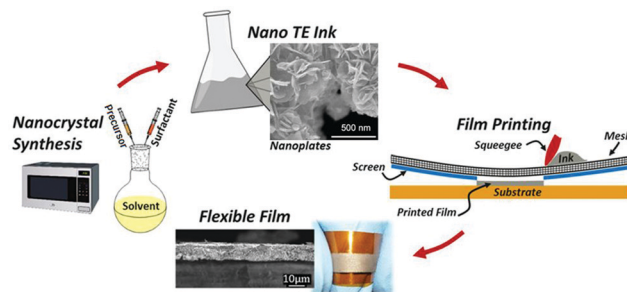 Nano TE Ink
Precursor
Surfactant
Nanocrystal
Synthesis
Solvent
500 nm
Nanoplates
Film Printing
Squeegee
Ink
Mesh
Screen
Substrate
Printed Film
Flexible Film
10μm